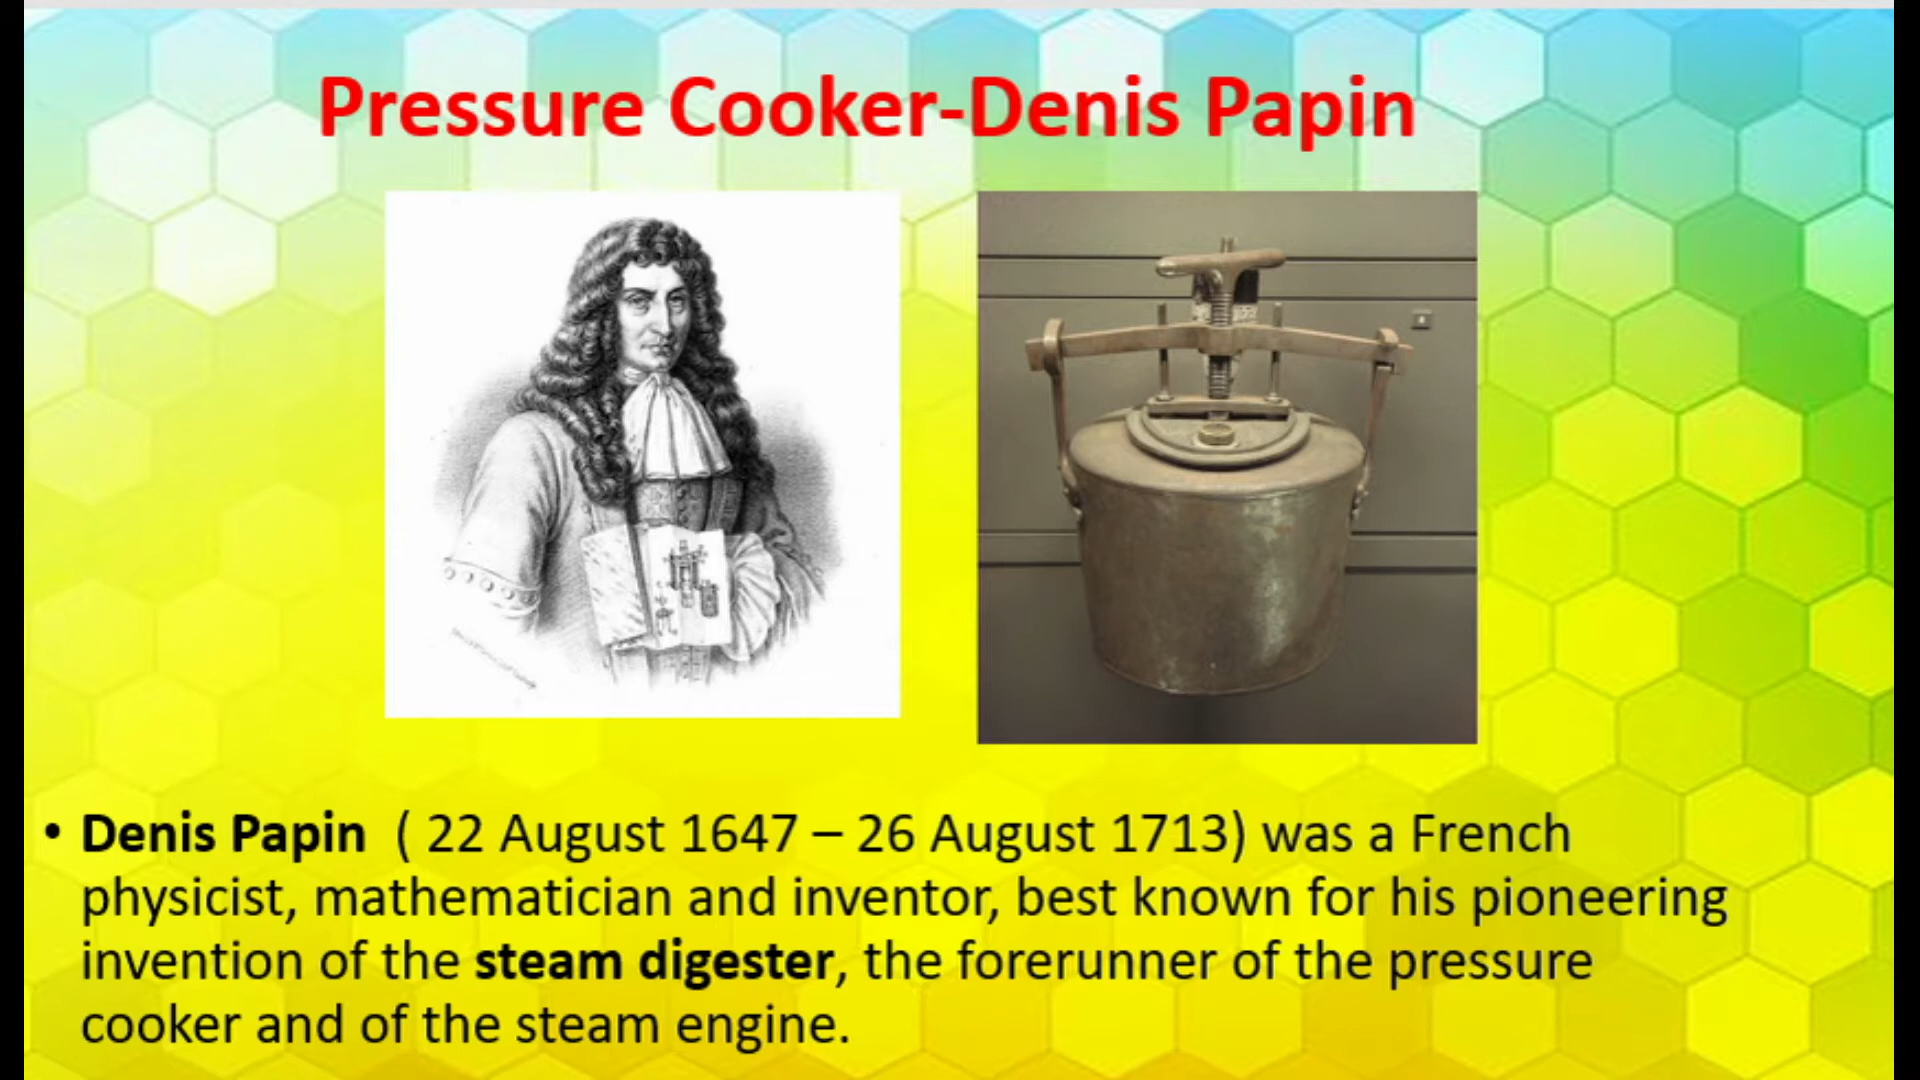 Pressure Cooker-Denis Papin
• Denis Papin ( 22 August 1647 – 26 August 1713) was a French
physicist, mathematician and inventor, best known for his pioneering
invention of the steam digester, the forerunner of the pressure
cooker and of the steam engine.